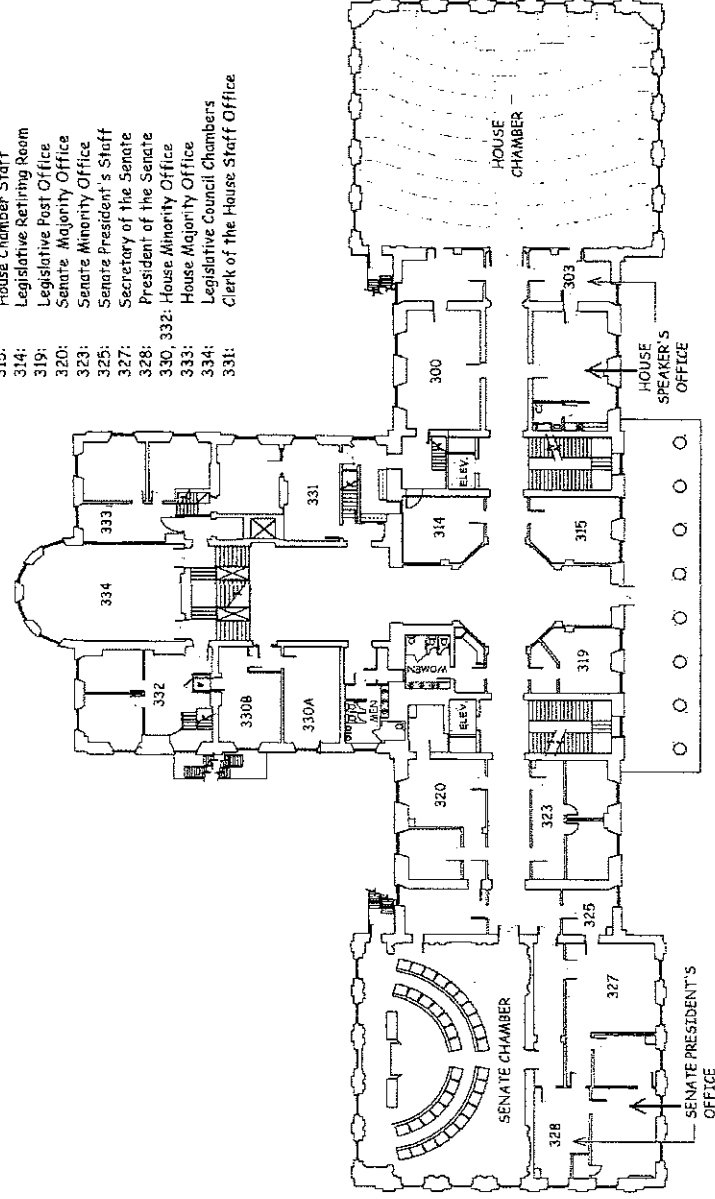 315: House Chamber Staff
314: Legislative Retiring Room
319: Legislative Post Office
320: Senate Majority Office
323: Senate Minority Office
325: Senate President's Staff
327: Secretary of the Senate
328: President of the Senate
330, 332: House Minority Office
333: House Majority Office
334: Legislative Council Chambers
331: Clerk of the House Staff Office
334
333
332
331
330B
330A
MEN
WOMEN
ELEV.
ELEV.
314
300
320
HOUSE
CHAMBER
SENATE CHAMBER
303
315
319
323
325
327
328
HOUSE
SPEAKER'S
OFFICE
SENATE PRESIDENT'S
OFFICE